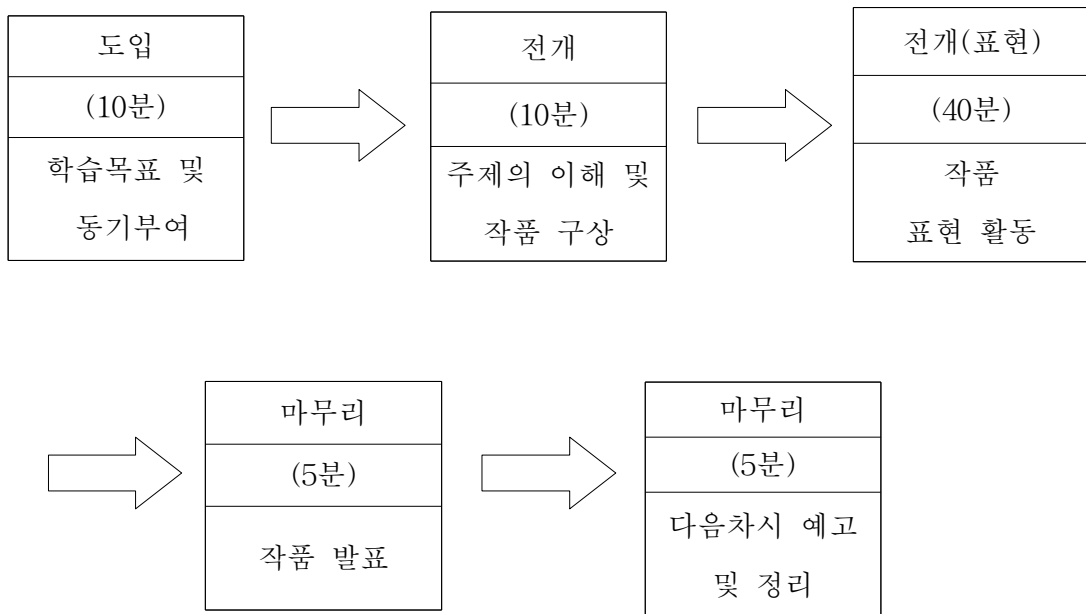 도입
(10분)
학습목표 및
동기부여
전개
(10분)
주제의 이해 및
작품 구상
전개(표현)
(40분)
작품
표현 활동
마무리
(5분)
작품 발표
마무리
(5분)
다음차시 예고
및 정리